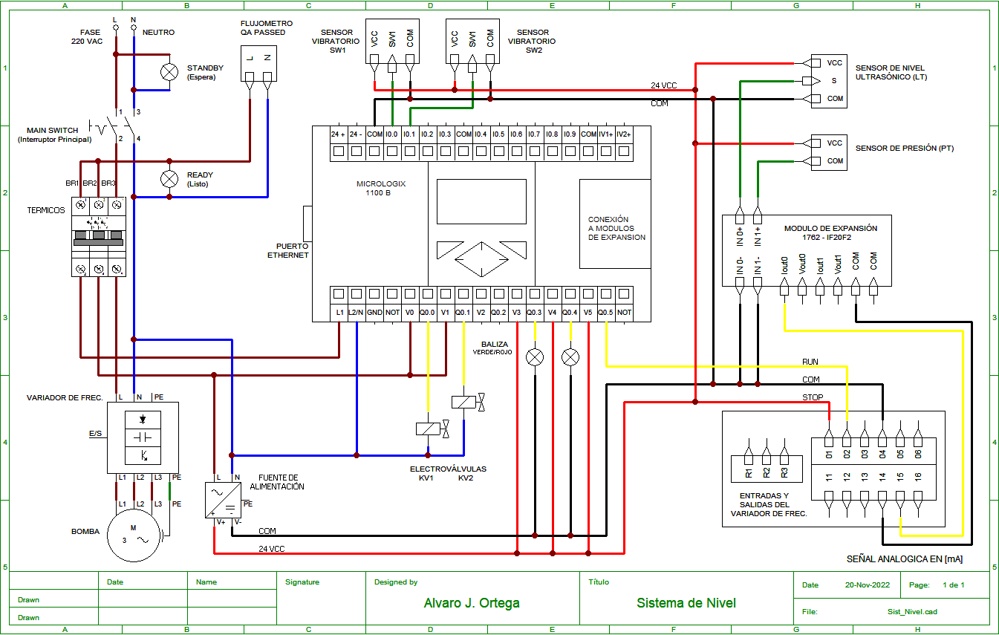 A B C D E F G H
L N
FASE
220 VAC
NEUTRO
STANDBY
(Espera)
FLUJOMETRO
QA PASSED
L N
SENSOR
VIBRATORIO
SW1
VCC SW1 COM
VCC SW1 COM
SENSOR
VIBRATORIO
SW2
24 VCC
COM
VCC
S
COM
SENSOR DE NIVEL
ULTRASÓNICO (LT)
1 1
MAIN SWITCH
(Interruptor Principal)
1 3
2 4
VCC
COM
SENSOR DE PRESIÓN (PT)
24 + 24 - COM I0.0 I0.1 I0.2 I0.3 COM I0.4 I0.5 I0.6 I0.7 I0.8 I0.9 COM IV1+ IV2+
READY
(Listo)
BR1 BR2 BR3
MICROLOGIX
1100 B
2 2
TERMICOS
CONEXIÓN
A MODULOS
DE EXPANSION
PUERTO
ETHERNET
MODULO DE EXPANSIÓN
1762 - IF20F2
IN 0+ IN 1+
IN 0- IN 1- Iout0 Vout0 Iout1 Vout1 COM COM
L1 L2/N GND NOT V0 Q0.0 V1 Q0.1 V2 Q0.2 V3 Q0.3 V4 Q0.4 V5 Q0.5 NOT
3 3
BALIZA
VERDE/ROJO
RUN
COM
STOP
VARIADOR DE FREC.
L N PE
E/S
4 4
01 02 03 04 05 06
11 12 13 14 15 16
R1 R2 R3
ENTRADAS Y
SALIDAS DEL
VARIADOR DE FREC.
ELECTROVÁLVULAS
KV1 KV2
L1 L2 L3 PE
L1 L2 L3 PE
L N
FUENTE DE
ALIMENTACIÓN
+ -
PE
V+ V-
BOMBA
M
3
COM
24 VCC
SEÑAL ANALOGICA EN [mA]
5 5
Date Name Signature
Drawn
Drawn
Designed by
Alvaro J. Ortega
Título
Sistema de Nivel
Date 20-Nov-2022 Page: 1 de 1
File: Sist_Nivel.cad
A B C D E F G H